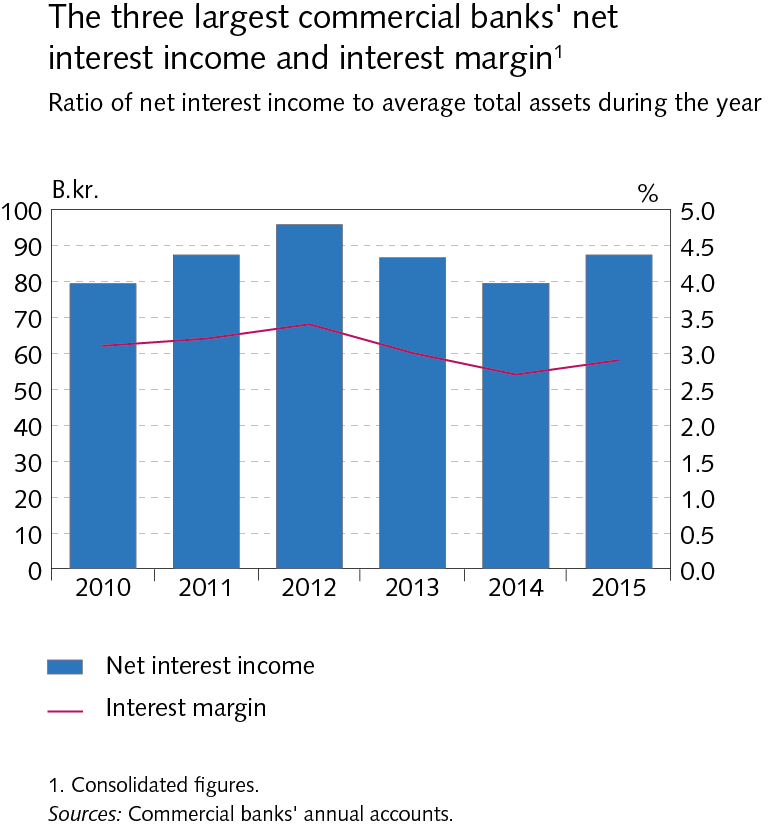 The three largest commercial banks' net
interest income and interest margin¹
Ratio of net interest income to average total assets during the year
B.kr. %
100 5.0
90 4.5
80 4.0
70 3.5
60 3.0
50 2.5
40 2.0
30 1.5
20 1.0
10 0.5
0 0.0
2010 2011 2012 2013 2014 2015
Net interest income
Interest margin
1. Consolidated figures.
Sources: Commercial banks' annual accounts.